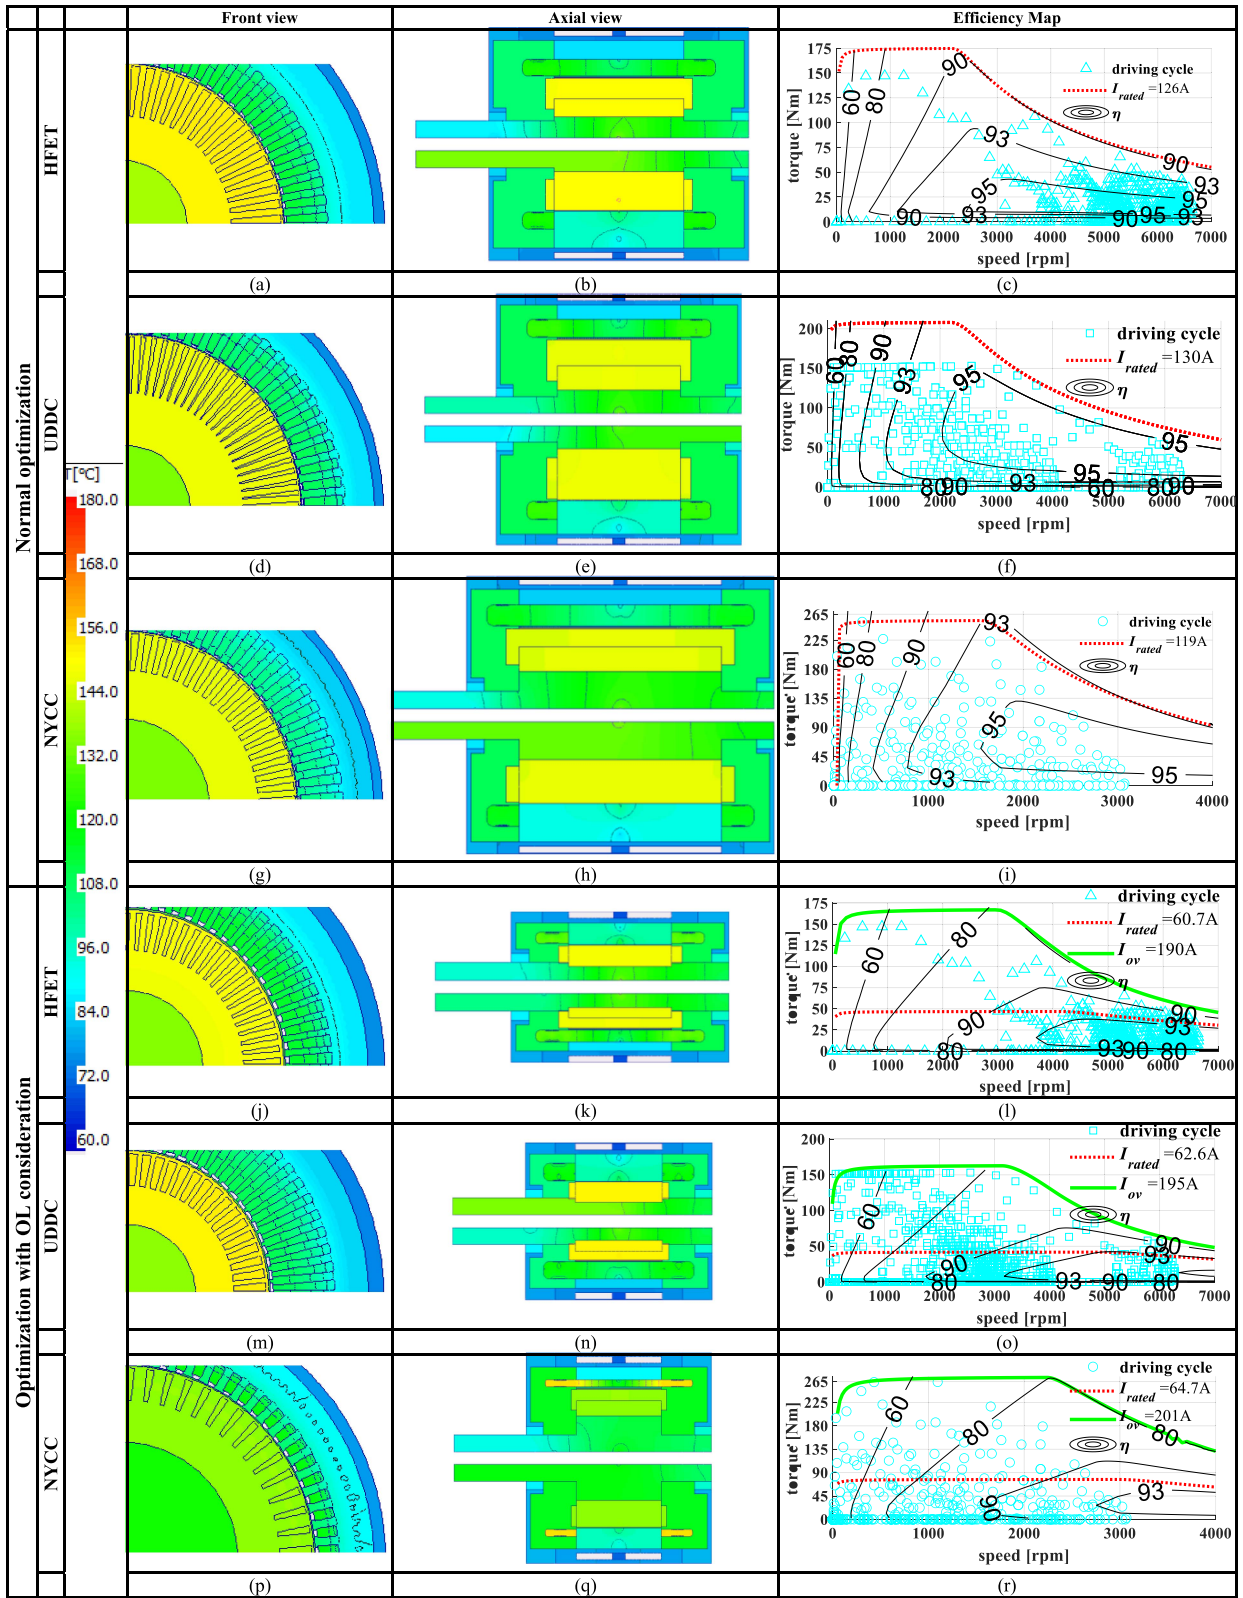 Front view
Axial view
Efficiency Map
Normal optimization
Optimization with OL consideration
T[°C]
180.0
168.0
156.0
144.0
132.0
120.0
108.0
96.0
84.0
72.0
60.0
HFET
175
150
125
100
75
50
25
0
torque [Nm]
driving cycle
I rated =126A
η
60
80
90
93
95
90
93
95
90
93
90
95
93
0 1000 2000 3000 4000 5000 6000 7000
speed [rpm]
(a)
(b)
(c)
UDDC
200
150
100
50
0
torque [Nm]
driving cycle
I rated =130A
η
60
80
90
93
95
95
95
80
90
93
60
80
90
0 1000 2000 3000 4000 5000 6000 7000
speed [rpm]
(d)
(e)
(f)
NYCC
265
225
180
135
90
45
0
torque [Nm]
driving cycle
I rated =119A
η
60
80
90
93
95
93
95
0 1000 2000 3000 4000
speed [rpm]
(g)
(h)
(i)
HFET
175
150
125
100
75
50
25
0
torque [Nm]
driving cycle
I rated =60.7A
I ov =190A
η
60
80
90
90
93
80
93
90
80
0 1000 2000 3000 4000 5000 6000 7000
speed [rpm]
(j)
(k)
(l)
UDDC
200
150
100
50
0
torque [Nm]
driving cycle
I rated =62.6A
I ov =195A
η
60
80
90
90
93
80
93
90
80
0 1000 2000 3000 4000 5000 6000 7000
speed [rpm]
(m)
(n)
(o)
NYCC
265
225
180
135
90
45
0
torque [Nm]
driving cycle
I rated =64.7A
I ov =201A
η
60
80
80
90
93
0 1000 2000 3000 4000
speed [rpm]
(p)
(q)
(r)